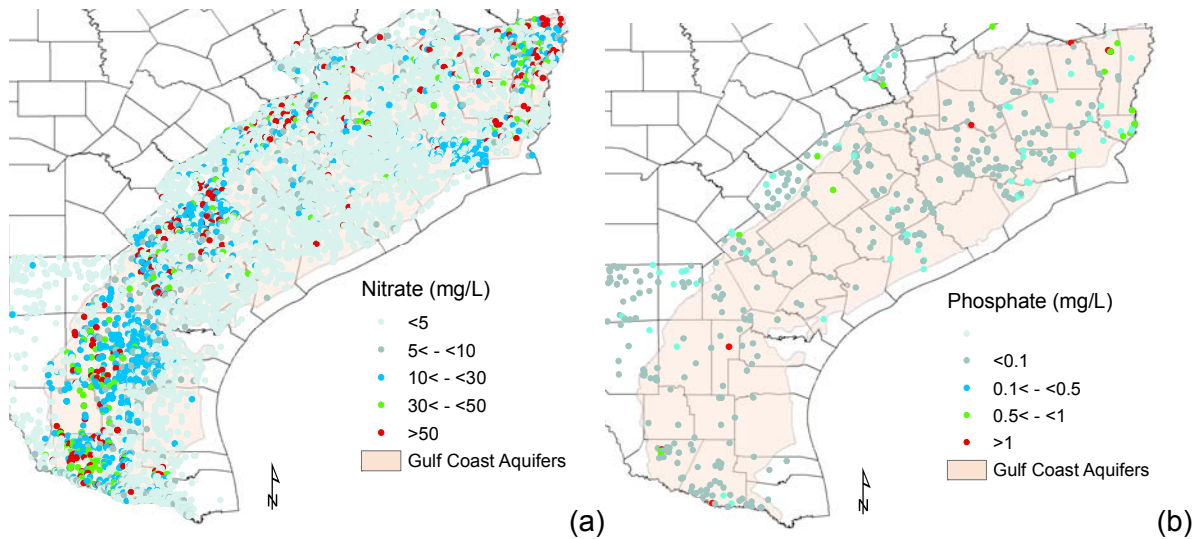 Nitrate (mg/L)
<5
5< - <10
10< - <30
30< - <50
>50
Gulf Coast Aquifers
N
(a)
Phosphate (mg/L)
<0.1
0.1< - <0.5
0.5< - <1
>1
Gulf Coast Aquifers
N
(b)